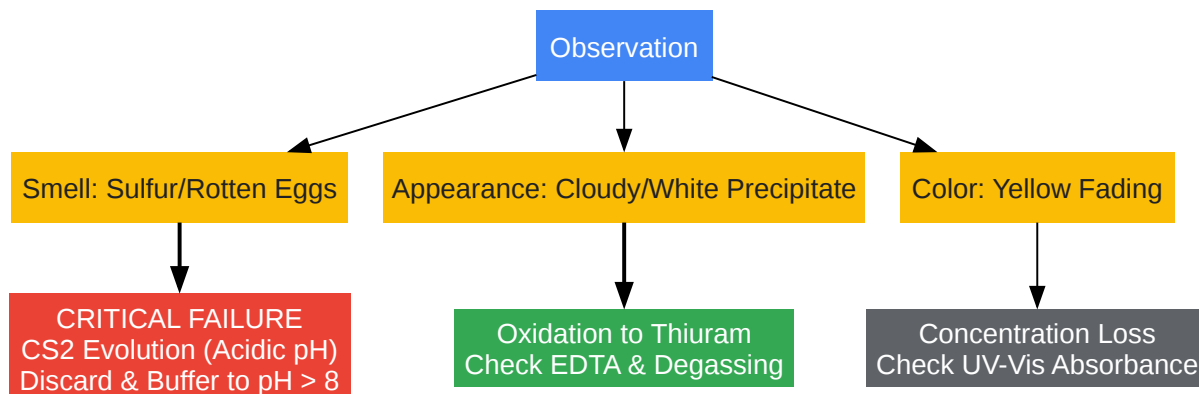 Observation
Smell: Sulfur/Rotten Eggs
Appearance: Cloudy/White Precipitate
Color: Yellow Fading
CRITICAL FAILURE
CS2 Evolution (Acidic pH)
Discard & Buffer to pH > 8
Oxidation to Thiuram
Check EDTA & Degassing
Concentration Loss
Check UV-Vis Absorbance